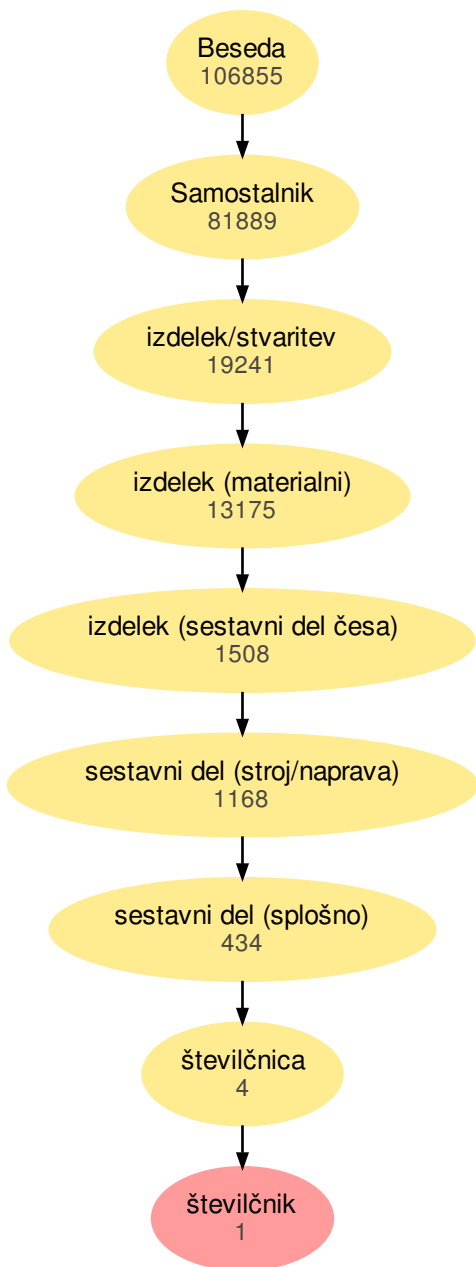 Beseda
106855
Samostalnik
81889
izdelek/stvaritev
19241
izdelek (materialni)
13175
izdelek (sestavni del česa)
1508
sestavni del (stroj/naprava)
1168
sestavni del (splošno)
434
številčnica
4
številčnik
1